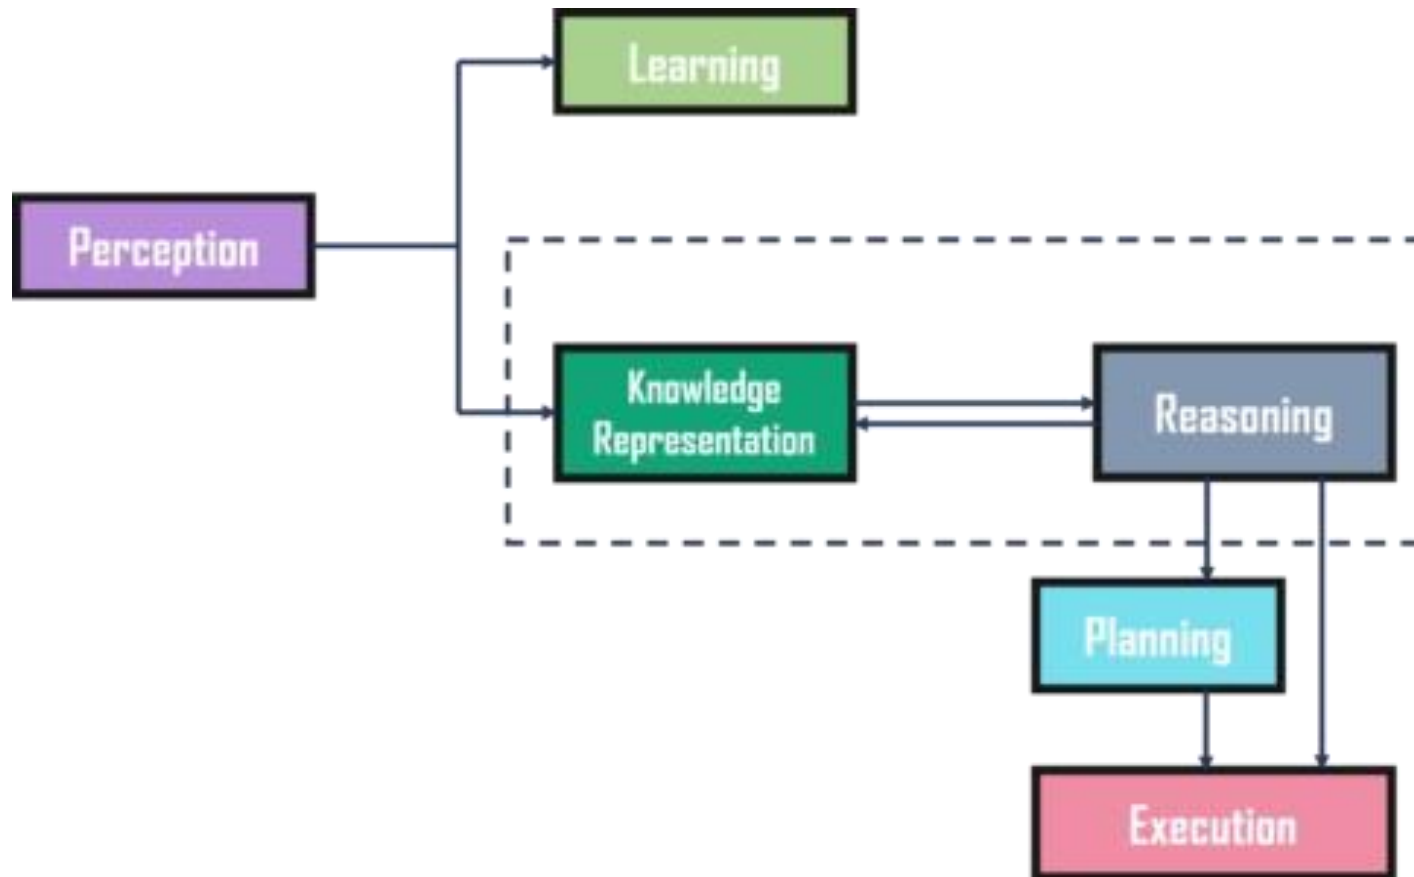 Learning
Perception
Knowledge
Representation
Reasoning
Planning
Execution